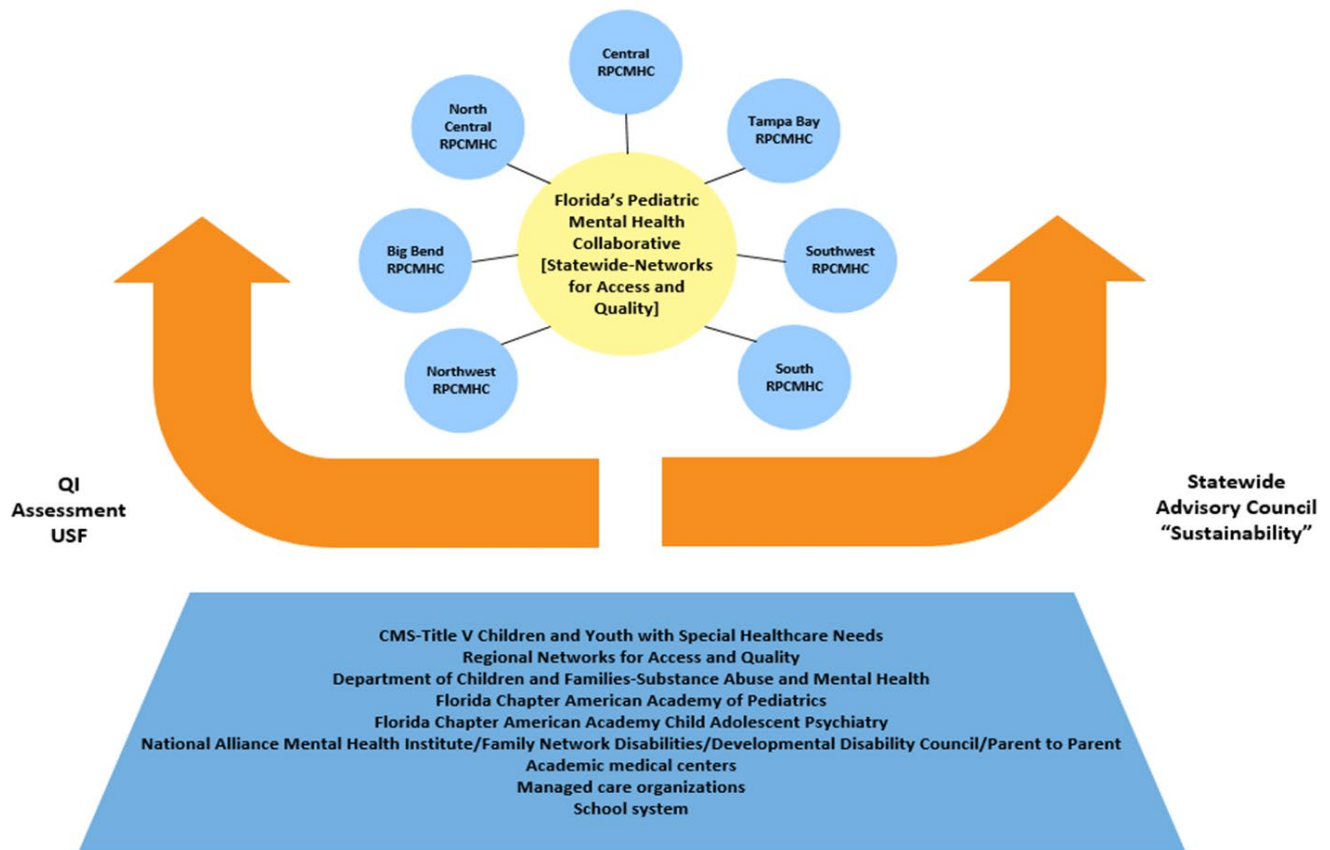 Central
RPCMHC
North
Central
RPCMHC
Tampa Bay
RPCMHC
Florida's Pediatric
Mental Health
Collaborative
[Statewide-Networks
for Access and
Quality]
Big Bend
RPCMHC
Southwest
RPCMHC
Northwest
RPCMHC
South
RPCMHC
QI
Assessment
USF
Statewide
Advisory Council
“Sustainability”
CMS-Title V Children and Youth with Special Healthcare Needs
Regional Networks for Access and Quality
Department of Children and Families-Substance Abuse and Mental Health
Florida Chapter American Academy of Pediatrics
Florida Chapter American Academy Child Adolescent Psychiatry
National Alliance Mental Health Institute/Family Network Disabilities/Developmental Disability Council/Parent to Parent
Academic medical centers
Managed care organizations
School system